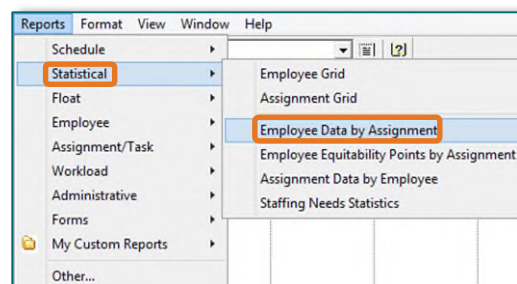 Reports Format View Window Help
Schedule
Statistical
Float
Employee
Assignment/Task
Workload
Administrative
Forms
My Custom Reports
Other...
Employee Grid
Assignment Grid
Employee Data by Assignment
Employee Equitability Points by Assignment
Assignment Data by Employee
Staffing Needs Statistics